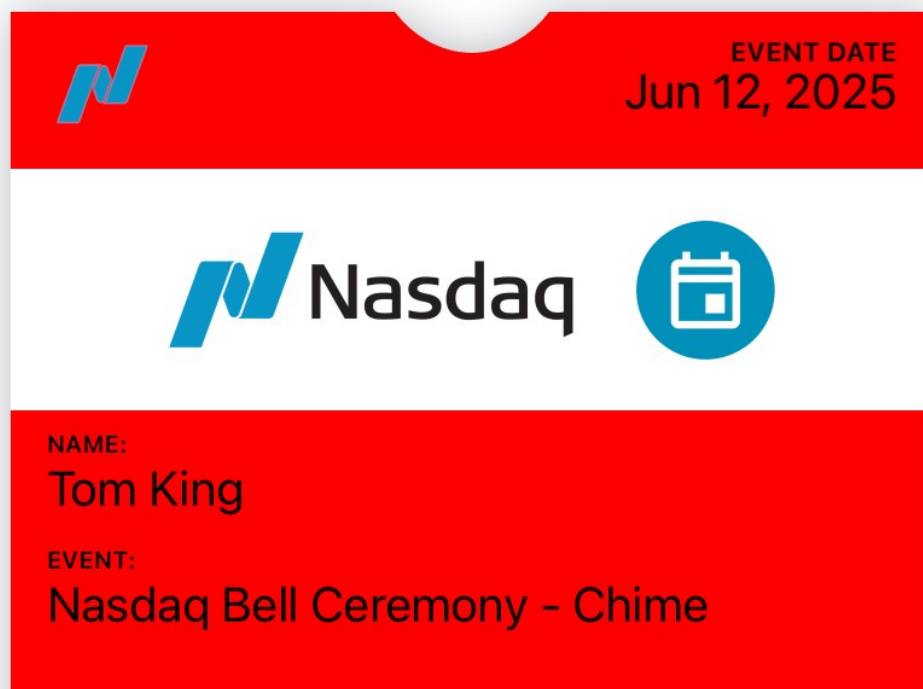 EVENT DATE
Jun 12, 2025
Nasdaq
NAME:
Tom King
EVENT:
Nasdaq Bell Ceremony - Chime